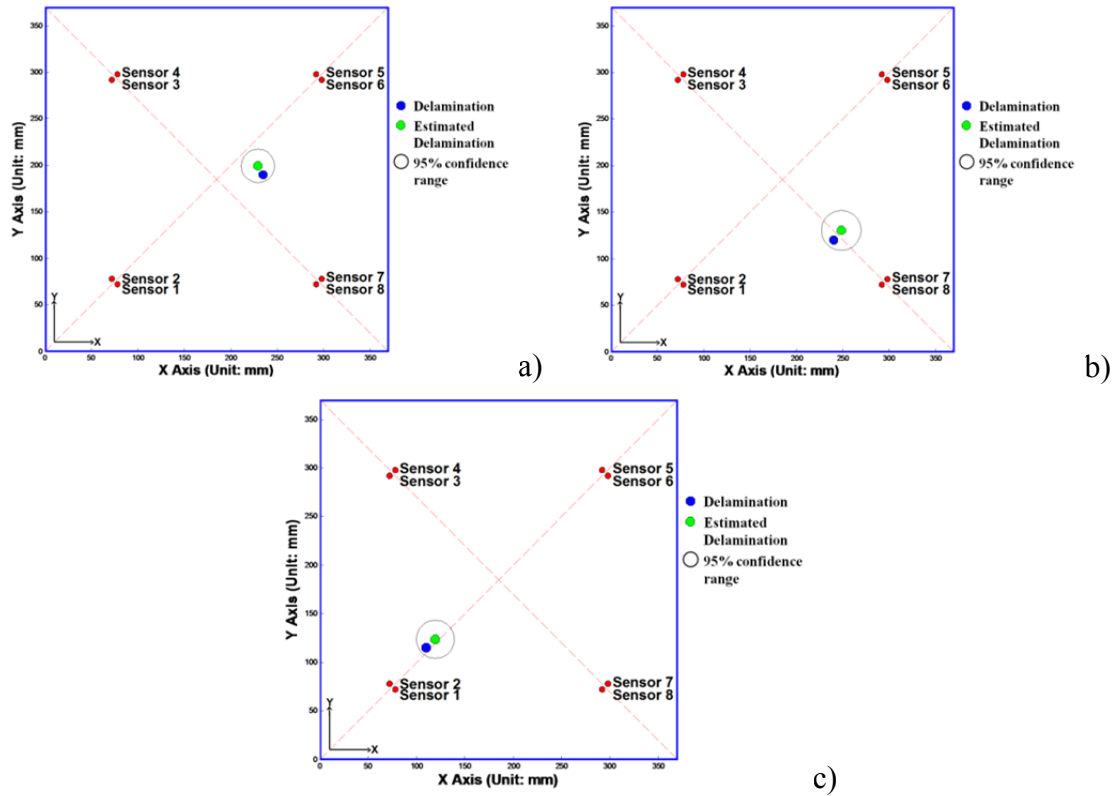 350
300
250
200
150
100
50
0
Y Axis (Unit: mm)
Sensor 4
Sensor 3
Sensor 5
Sensor 6
Sensor 2
Sensor 1
Sensor 7
Sensor 8
Y
X
0 50 100 150 200 250 300 350
X Axis (Unit: mm)
Delamination
Estimated
Delamination
95% confidence
range
a)
350
300
250
200
150
100
50
0
Y Axis (Unit: mm)
Sensor 4
Sensor 3
Sensor 5
Sensor 6
Sensor 2
Sensor 1
Sensor 7
Sensor 8
Y
X
0 50 100 150 200 250 300 350
X Axis (Unit: mm)
Delamination
Estimated
Delamination
95% confidence
range
b)
350
300
250
200
150
100
50
0
Y Axis (Unit: mm)
Sensor 4
Sensor 3
Sensor 5
Sensor 6
Sensor 2
Sensor 1
Sensor 7
Sensor 8
Y
X
0 50 100 150 200 250 300 350
X Axis (Unit: mm)
Delamination
Estimated
Delamination
95% confidence
range
c)